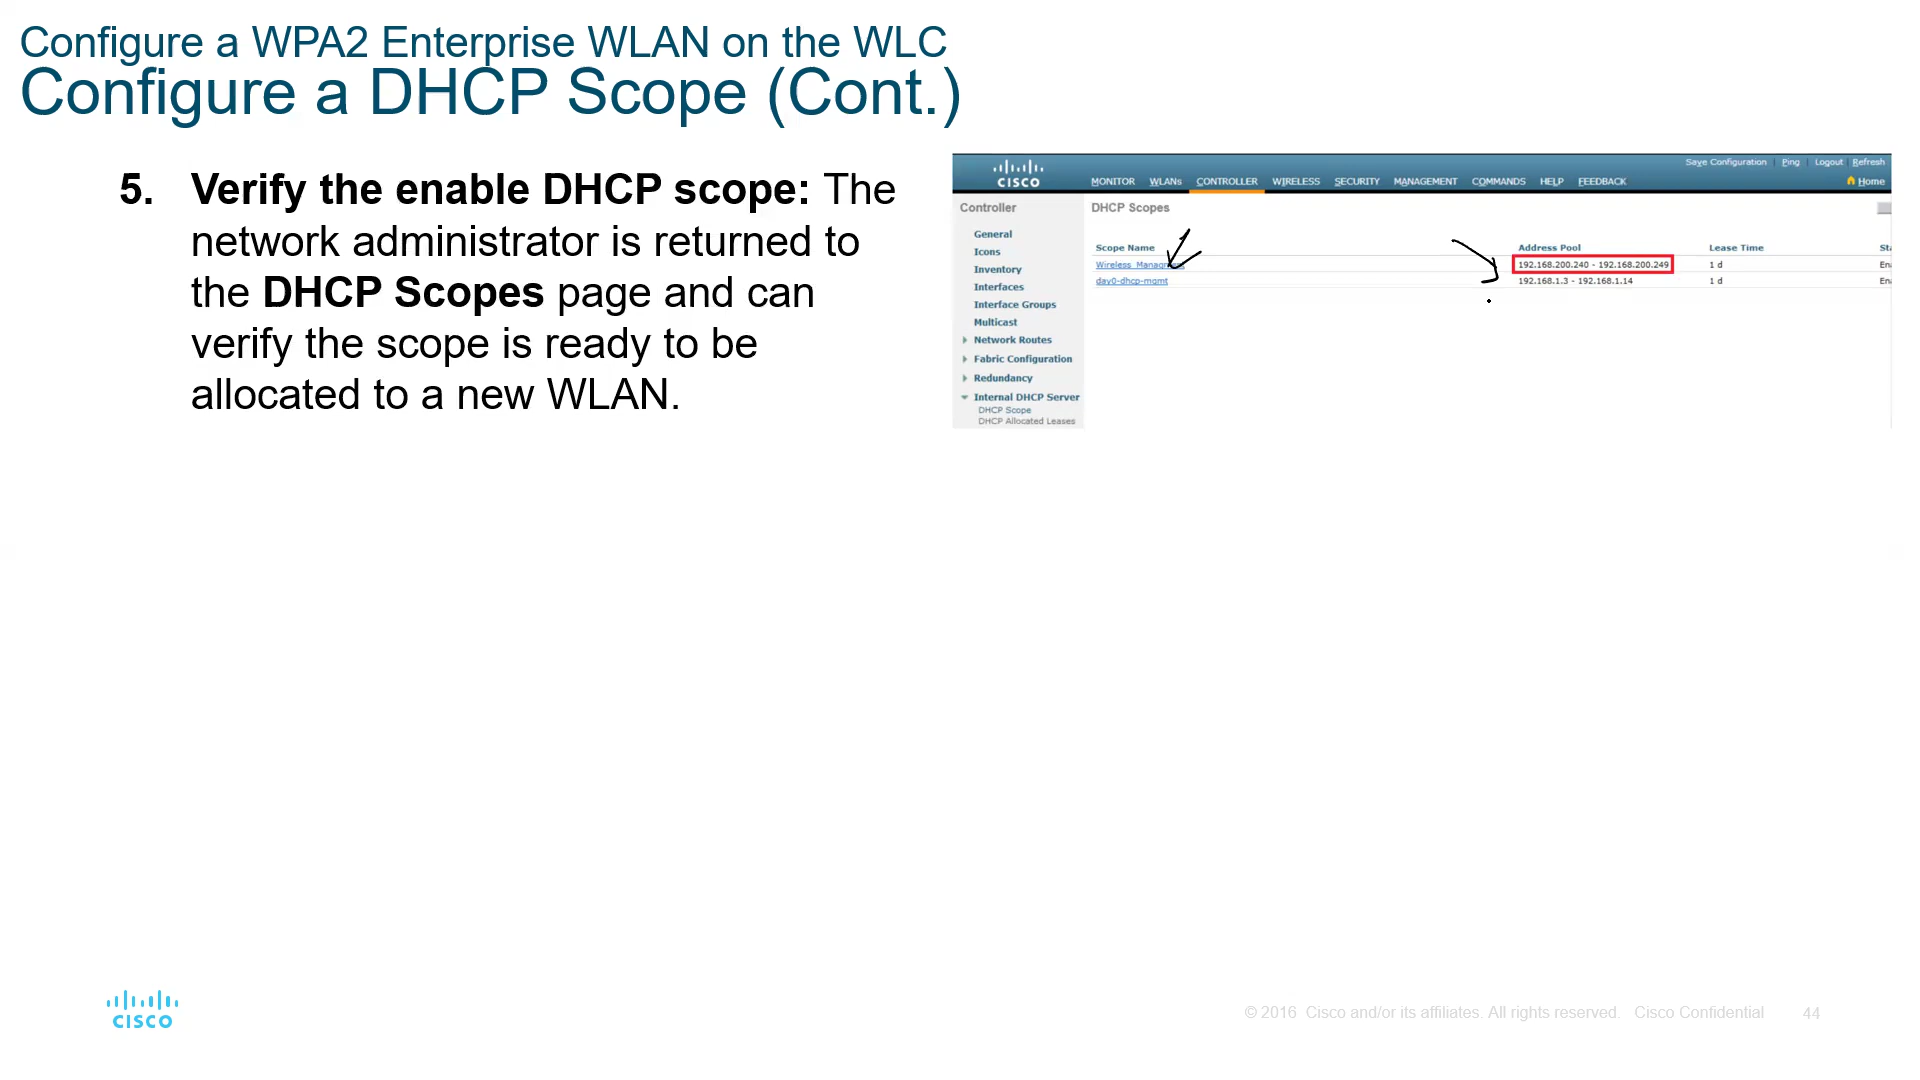 Configure a WPA2 Enterprise WLAN on the WLC
Configure a DHCP Scope (Cont.)
5. Verify the enable DHCP scope: The
network administrator is returned to
the DHCP Scopes page and can
verify the scope is ready to be
allocated to a new WLAN.
Save Configuration | Ping | Logout | Refresh
CISCO
MONITOR WLANs CONTROLLER WIRELESS SECURITY MANAGEMENT COMMANDS HELP FEEDBACK Home
Controller
General
Icons
Inventory
Interfaces
Interface Groups
Multicast
Network Routes
Fabric Configuration
Redundancy
Internal DHCP Server
DHCP Scope
DHCP Allocated Leases
DHCP Scopes
Scope Name Address Pool Lease Time
192.168.200.240 - 192.168.200.249 1 d
day0-dhcp-mgmt 192.168.1.3 - 192.168.1.14 1 d
CISCO
© 2016 Cisco and/or its affiliates. All rights reserved. Cisco Confidential 44